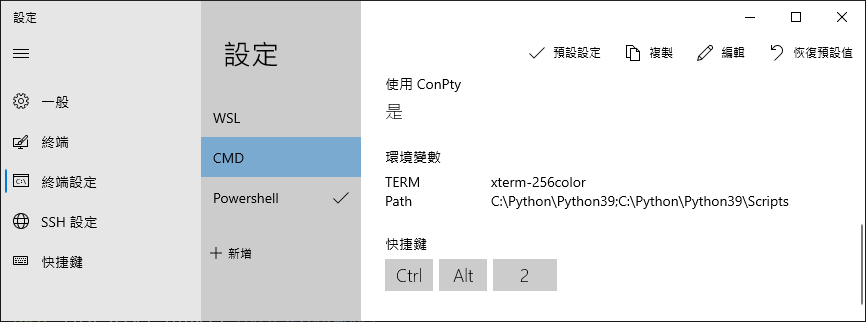 設定
一般
終端
終端設定
SSH 設定
快捷鍵
設定
WSL
CMD
Powershell
新增
預設設定 複製 編輯 恢復預設值
使用 ConPty
是
環境變數
TERM xterm-256color
Path C:\Python\Python39;C:\Python\Python39\Scripts
快捷鍵
Ctrl Alt 2